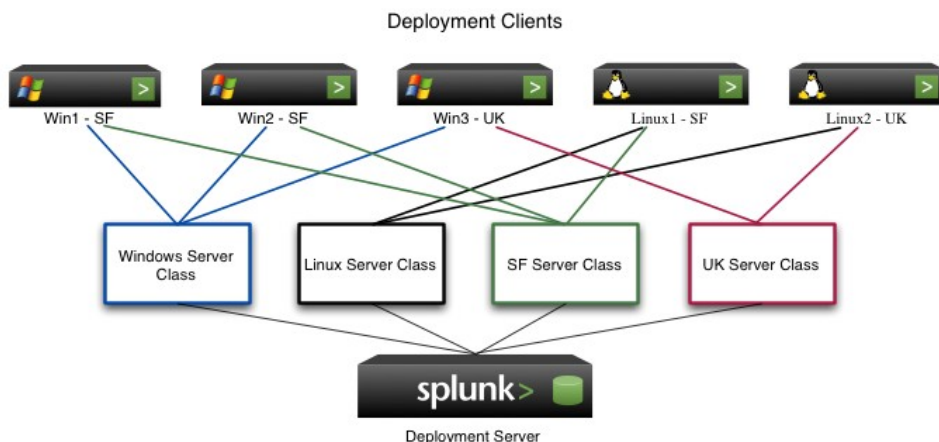 Deployment Clients
>
>
>
>
>
Win1 - SF
Win2 - SF
Win3 - UK
Linux1 - SF
Linux2 - UK
Windows Server
Class
Linux Server Class
SF Server Class
UK Server Class
splunk>
Deployment Server